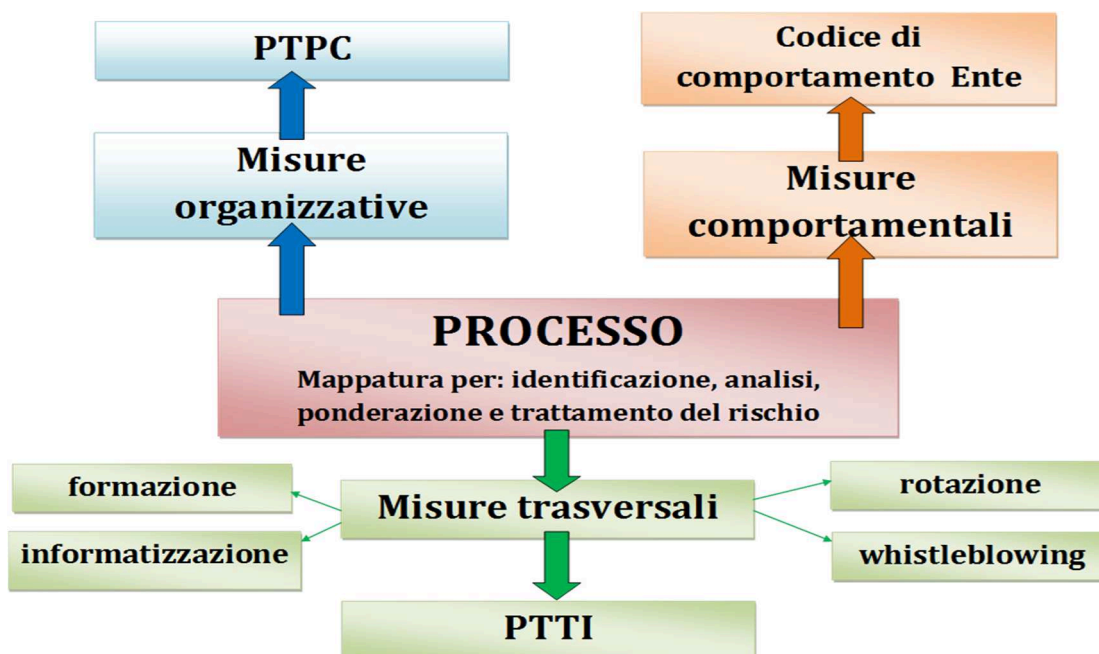 PTPC
Codice di
comportamento Ente
Misure
organizzative
Misure
comportamentali
PROCESSO
Mappatura per: identificazione, analisi,
ponderazione e trattamento del rischio
formazione
Misure trasversali
rotazione
informatizzazione
whistleblowing
PTTI